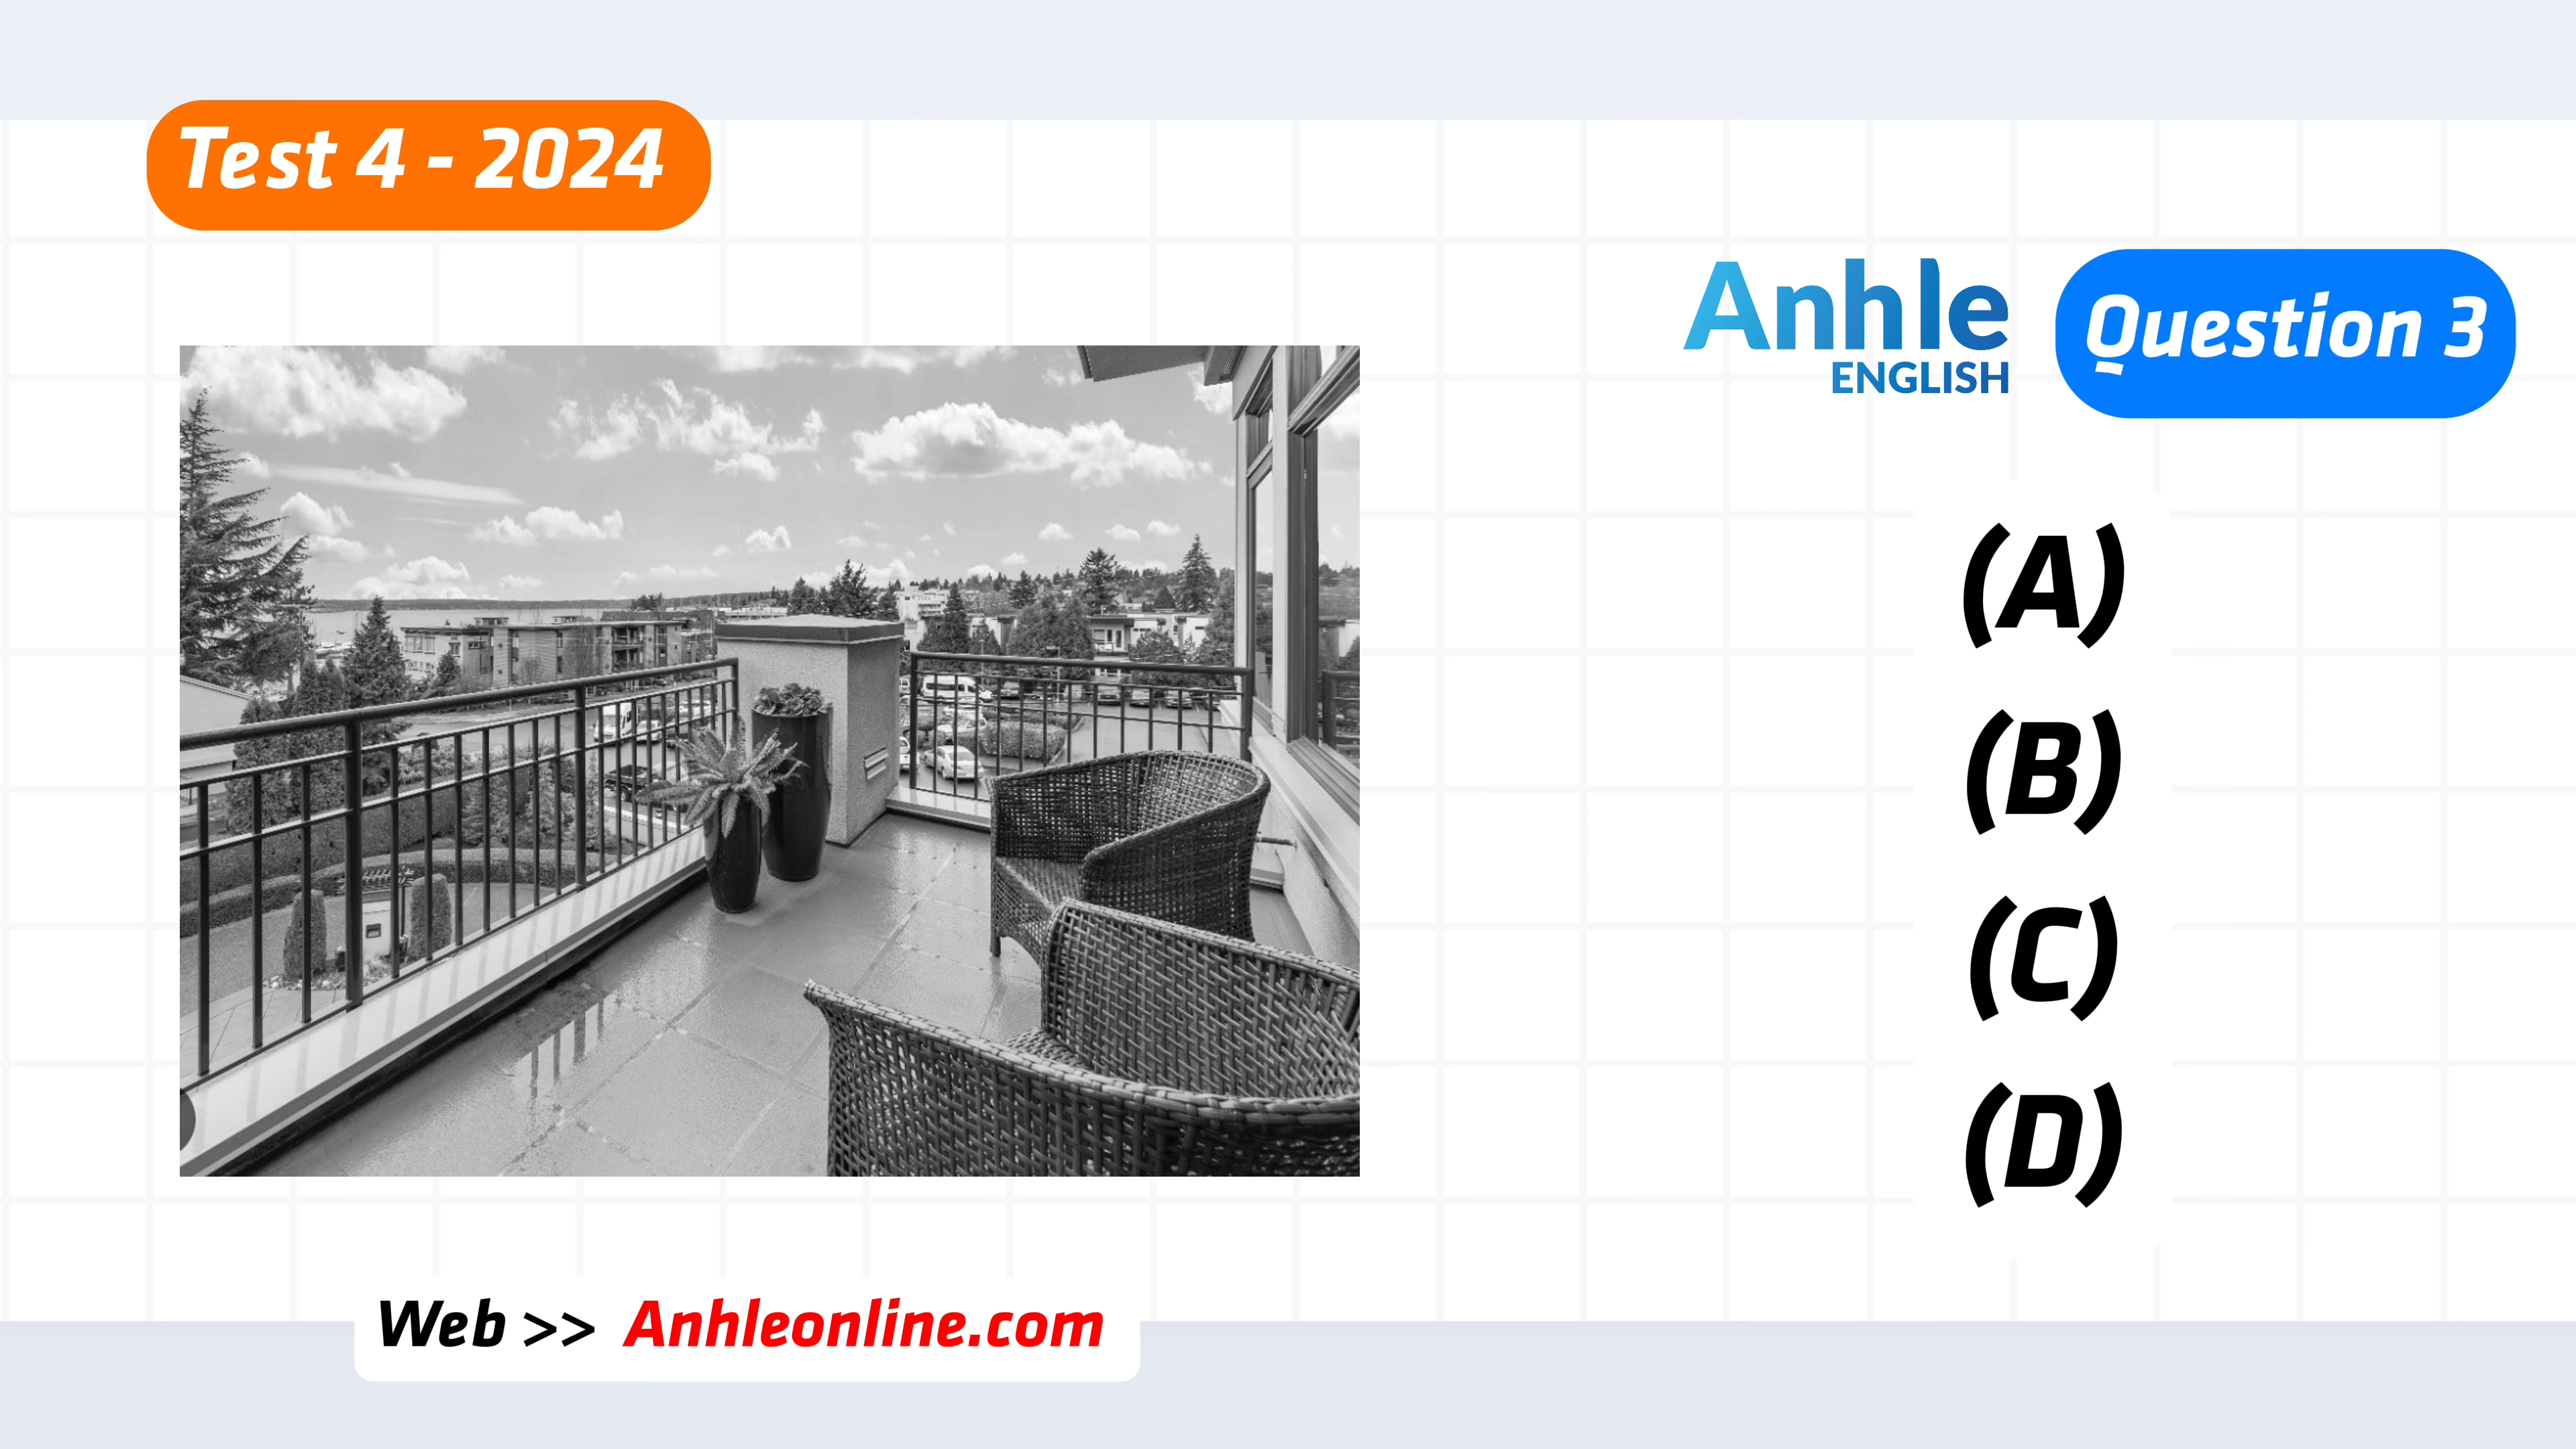 Test 4 - 2024
Anhle
ENGLISH
Question 3
(A)
(B)
(C)
(D)
Web >> Anhleonline.com